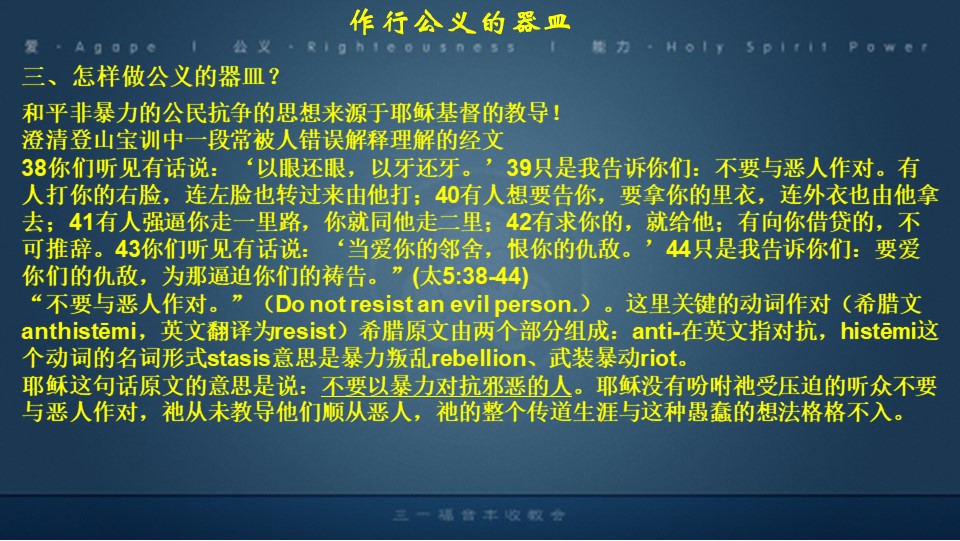 作行公义的器皿
爱 · Agape | 公义 · Righteousness | 能力 · Holy Spirit Power
三、怎样做公义的器皿？
和平非暴力的公民抗争的思想来源于耶稣基督的教导！
澄清登山宝训中一段常被人错误解释理解的经文
38你们听见有话说：‘以眼还眼，以牙还牙。’39只是我告诉你们：不要与恶人作对。有
人打你的右脸，连左脸也转过来由他打；40有人想要告你，要拿你的里衣，连外衣也由他拿
去；41有人强逼你走一里路，你就同他走二里；42有求你的，就给他；有向你借贷的，不
可推辞。43你们听见有话说：‘当爱你的邻舍，恨你的仇敌。’44只是我告诉你们：要爱
你们的仇敌，为那逼迫你们的祷告。”(太5:38-44)
“不要与恶人作对。”（Do not resist an evil person.）。这里关键的动词作对（希腊文
anthistēmi，英文翻译为resist）希腊原文由两个部分组成：anti-在英文指对抗，histēmi这
个动词的名词形式stasis意思是暴力叛乱rebellion、武装暴动riot。
耶稣这句话原文的意思是说：不要以暴力对抗邪恶的人。耶稣没有吩咐祂受压迫的听众不要
与恶人作对，祂从未教导他们顺从恶人，祂的整个传道生涯与这种愚蠢的想法格格不入。
三一福音丰收教会